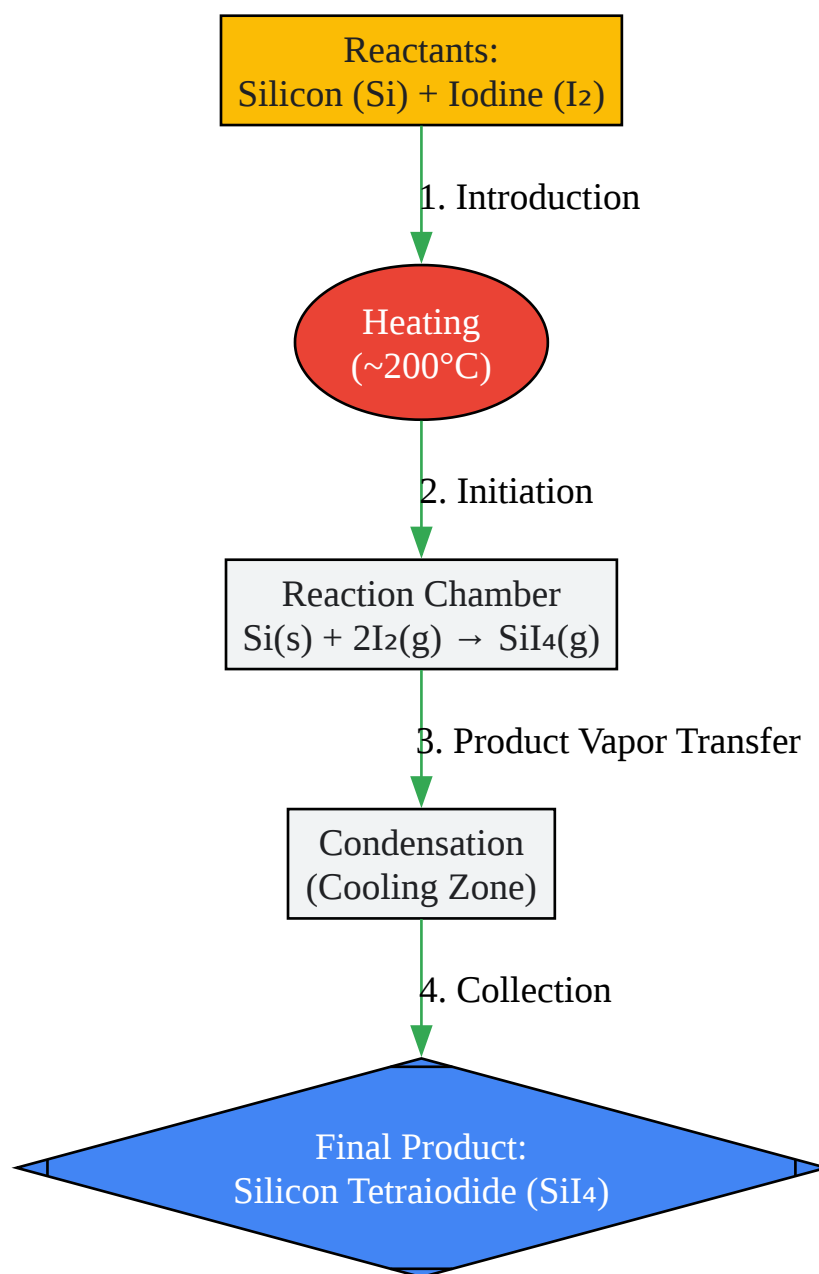 Reactants:
Silicon (Si) + Iodine (I₂)
1. Introduction
Heating
(~200°C)
2. Initiation
Reaction Chamber
Si(s) + 2I₂(g) → SiI₄(g)
3. Product Vapor Transfer
Condensation
(Cooling Zone)
4. Collection
Final Product:
Silicon Tetraiodide (SiI₄)